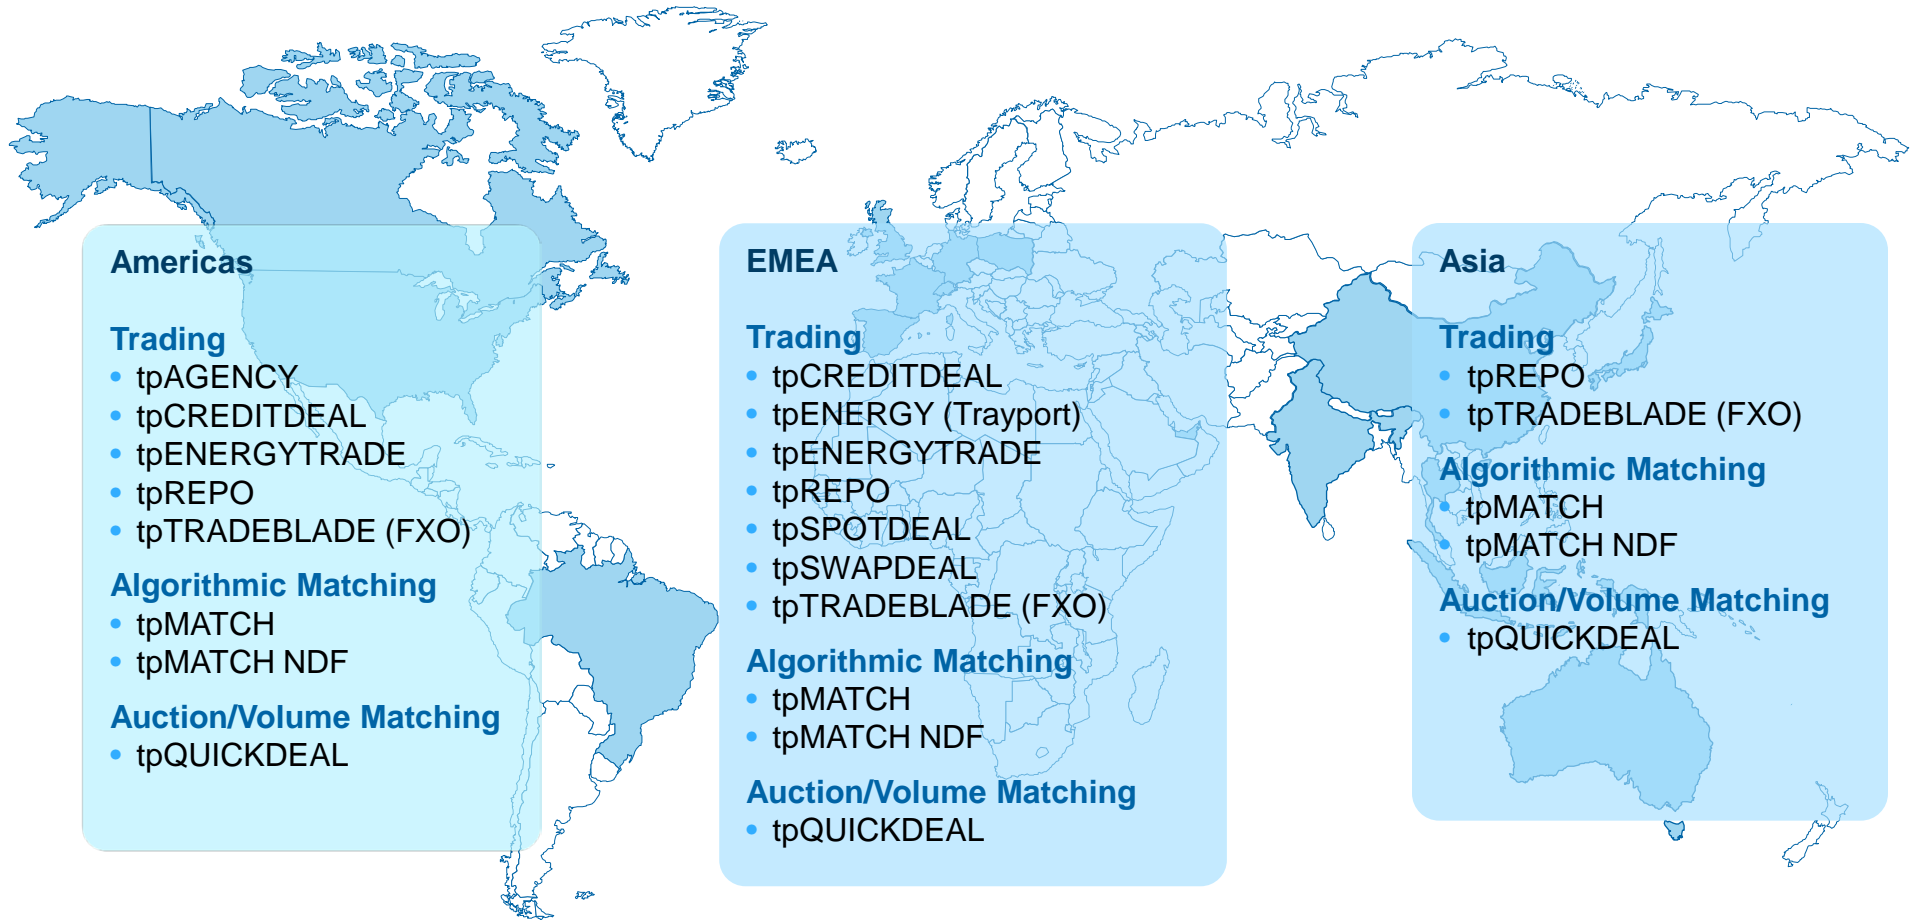 Americas
Trading
• tpAGENCY
• tpCREDITDEAL
• tpENERGYTRADE
• tpREPO
• tpTRADEBLADE (FXO)
Algorithmic Matching
• tpMATCH
• tpMATCH NDF
Auction/Volume Matching
• tpQUICKDEAL
EMEA
Trading
• tpCREDITDEAL
• tpENERGY (Trayport)
• tpENERGYTRADE
• tpREPO
• tpSPOTDEAL
• tpSWAPDEAL
• tpTRADEBLADE (FXO)
Algorithmic Matching
• tpMATCH
• tpMATCH NDF
Auction/Volume Matching
• tpQUICKDEAL
Asia
Trading
• tpREPO
• tpTRADEBLADE (FXO)
Algorithmic Matching
• tpMATCH
• tpMATCH NDF
Auction/Volume Matching
• tpQUICKDEAL